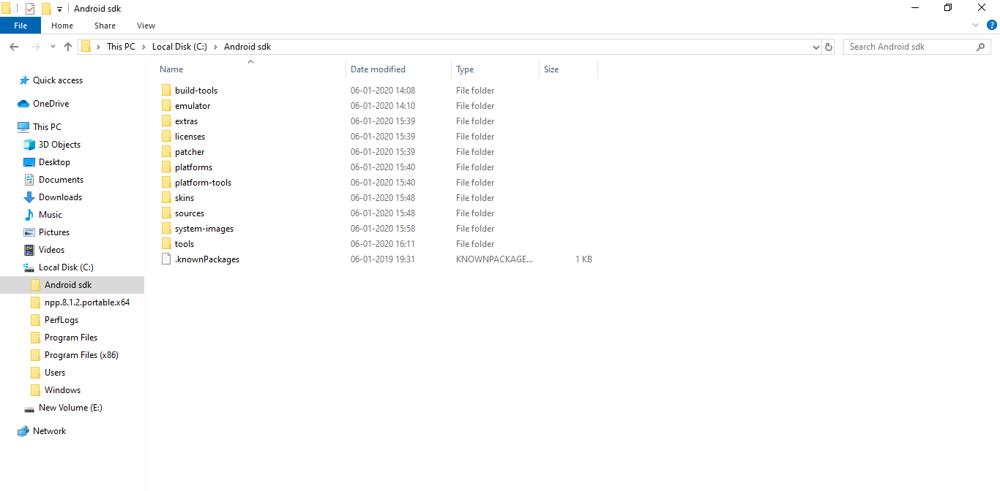 Android sdk
File Home Share View
This PC Local Disk (C:) Android sdk Search Android sdk
Name Date modified Type Size
Quick access
OneDrive
This PC
3D Objects
Desktop
Documents
Downloads
Music
Pictures
Videos
Local Disk (C:)
Android sdk
npp.8.1.2.portable.x64
PerfLogs
Program Files
Program Files (x86)
Users
Windows
New Volume (E:)
Network
build-tools 06-01-2020 14:08 File folder
emulator 06-01-2020 14:10 File folder
extras 06-01-2020 15:39 File folder
licenses 06-01-2020 15:39 File folder
patcher 06-01-2020 15:39 File folder
platforms 06-01-2020 15:40 File folder
platform-tools 06-01-2020 15:40 File folder
skins 06-01-2020 15:48 File folder
sources 06-01-2020 15:48 File folder
system-images 06-01-2020 15:58 File folder
tools 06-01-2020 16:11 File folder
.knownPackages 06-01-2019 19:31 KNOWNPACKAGE... 1 KB